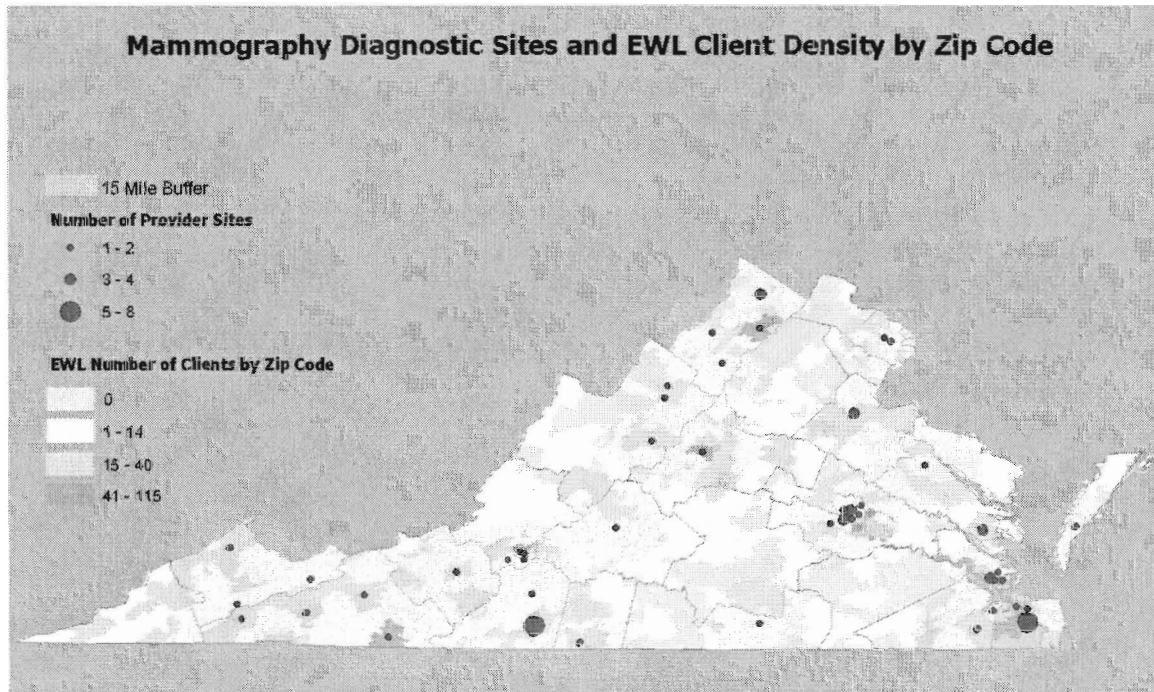 Mammography Diagnostic Sites and EWL Client Density by Zip Code
15 Mile Buffer
Number of Provider Sites
1 - 2
3 - 4
5 - 8
EWL Number of Clients by Zip Code
0
1 - 14
15 - 40
41 - 115